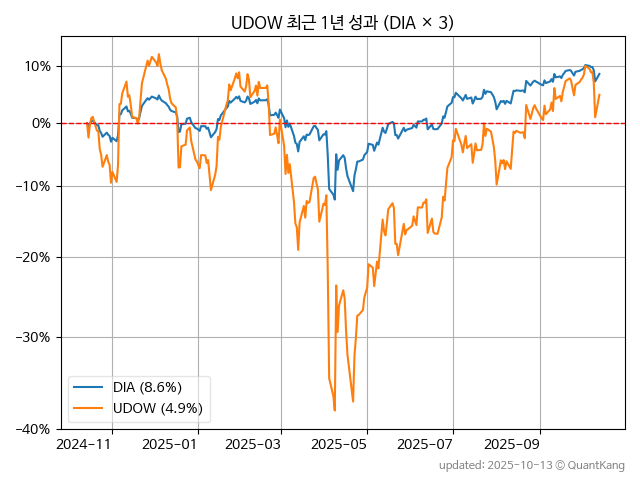 UDOW 최근 1년 성과 (DIA × 3)
10%
0%
−10%
−20%
−30%
−40%
DIA (8.6%)
UDOW (4.9%)
2024-11 2025-01 2025-03 2025-05 2025-07 2025-09
updated: 2025-10-13 © QuantKang